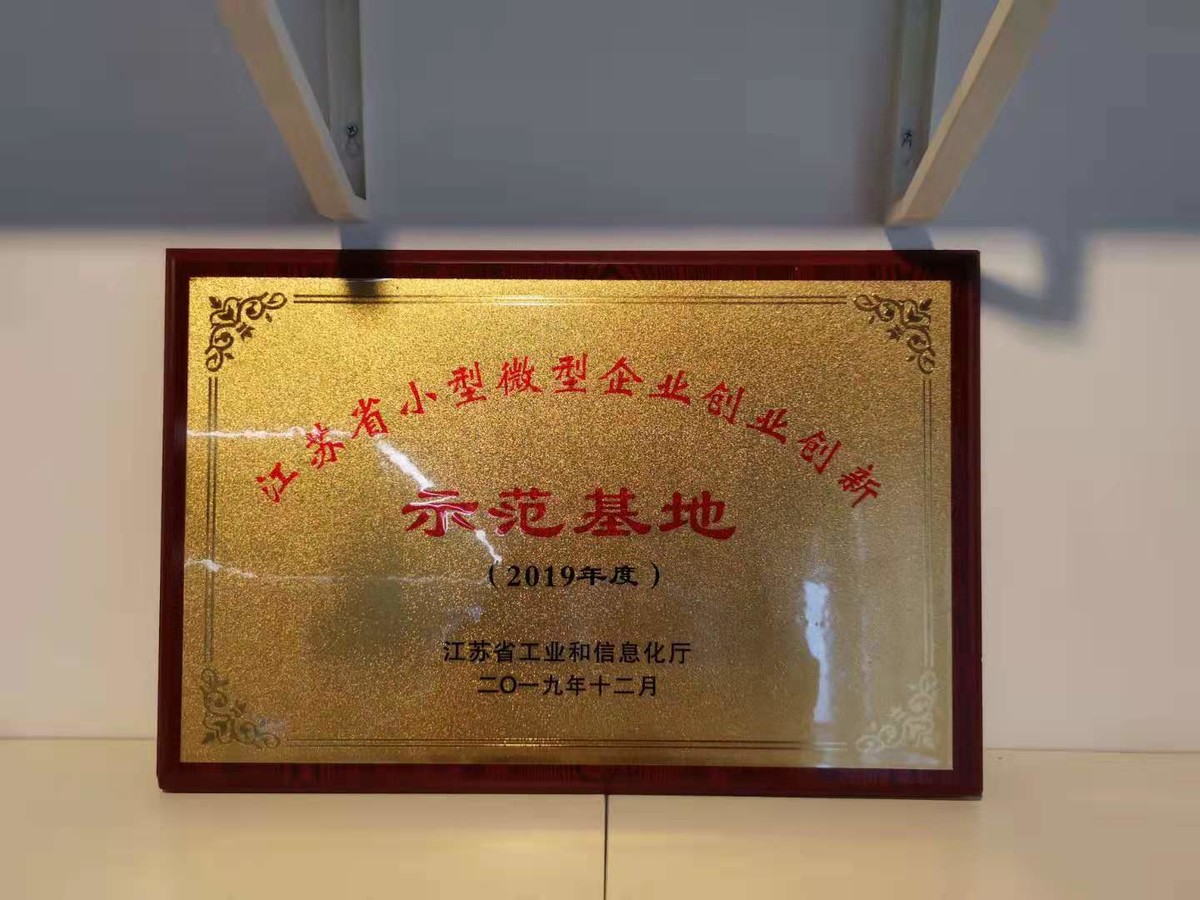 江苏省小型微型企业创业创新
示范基地
（2019年度）
江苏省工业和信息化厅
二〇一九年十二月